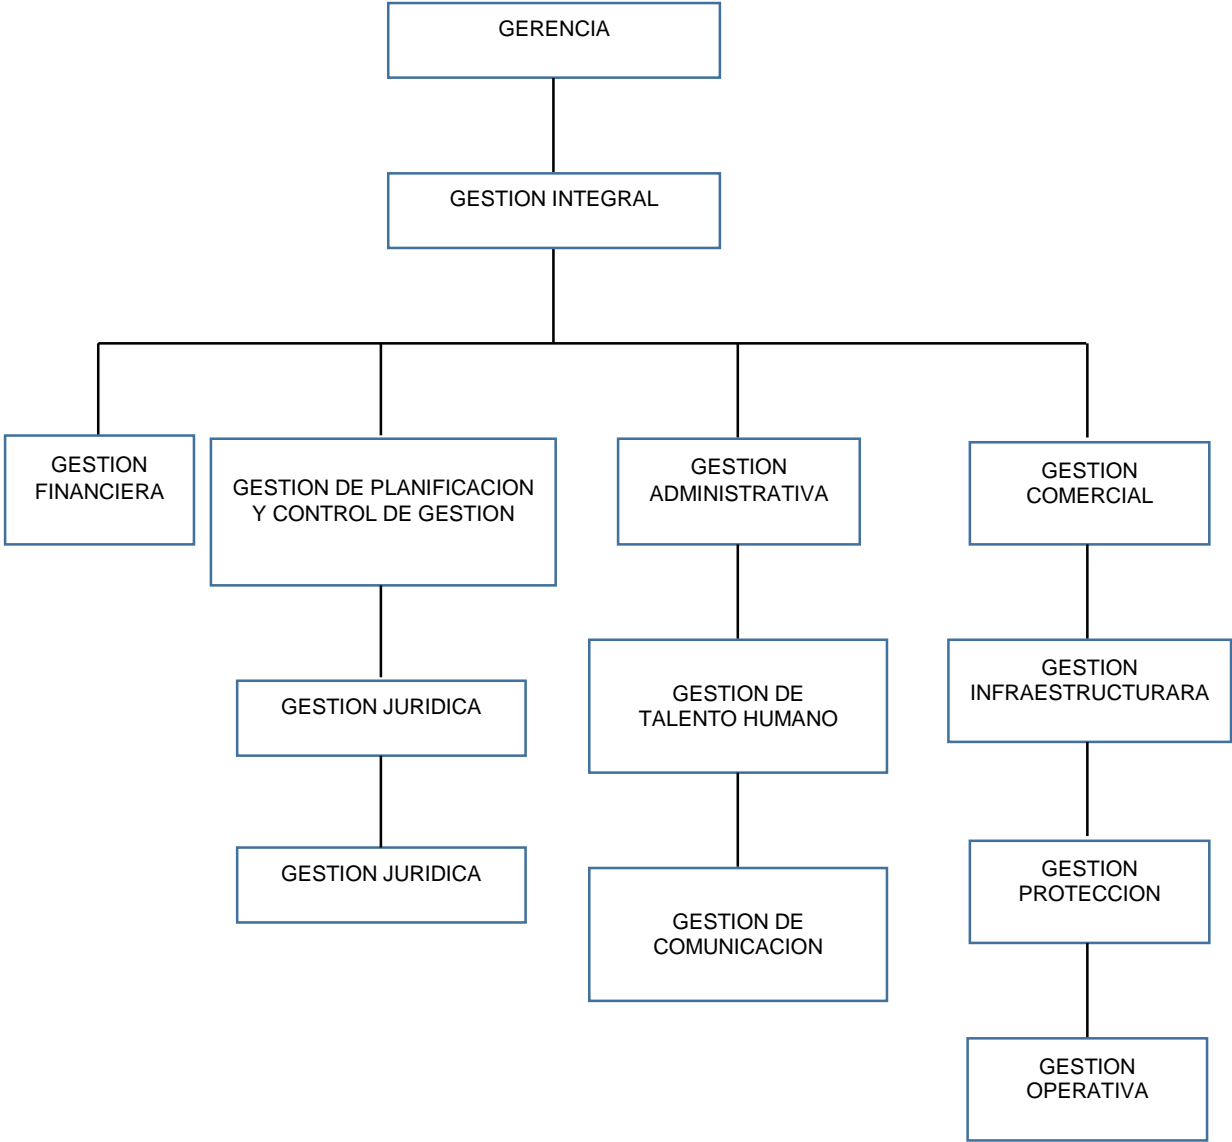 GERENCIA
GESTION INTEGRAL
GESTION
FINANCIERA
GESTION DE PLANIFICACION
Y CONTROL DE GESTION
GESTION
ADMINISTRATIVA
GESTION
COMERCIAL
GESTION JURIDICA
GESTION DE
TALENTO HUMANO
GESTION
INFRAESTRUCTURARA
GESTION JURIDICA
GESTION DE
COMUNICACION
GESTION
PROTECCION
GESTION
OPERATIVA